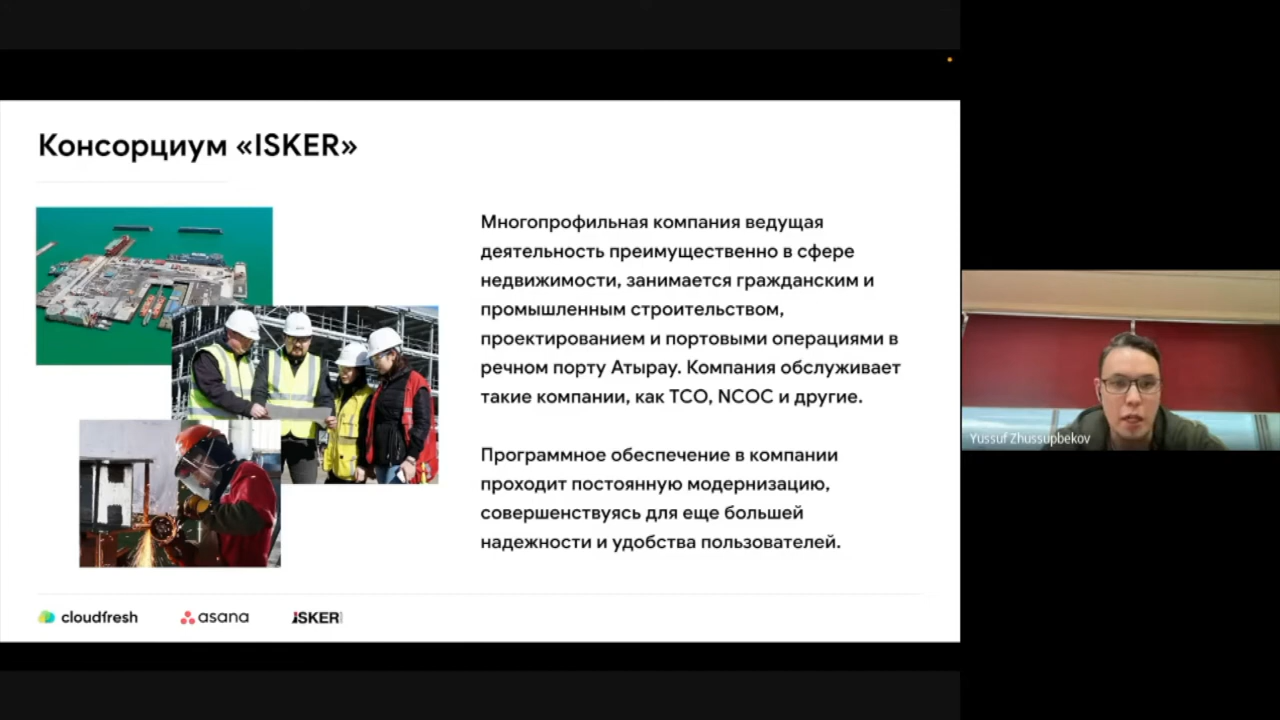 Консорциум «ISKER»
Многопрофильная компания ведущая
деятельность преимущественно в сфере
недвижимости, занимается гражданским и
промышленным строительством,
проектированием и портовыми операциями в
речном порту Атырау. Компания обслуживает
такие компании, как TCO, NCOC и другие.
Программное обеспечение в компании
проходит постоянную модернизацию,
совершенствуясь для еще большей
надежности и удобства пользователей.
Yussuf Zhussupbekov
cloudfresh asana ISKER